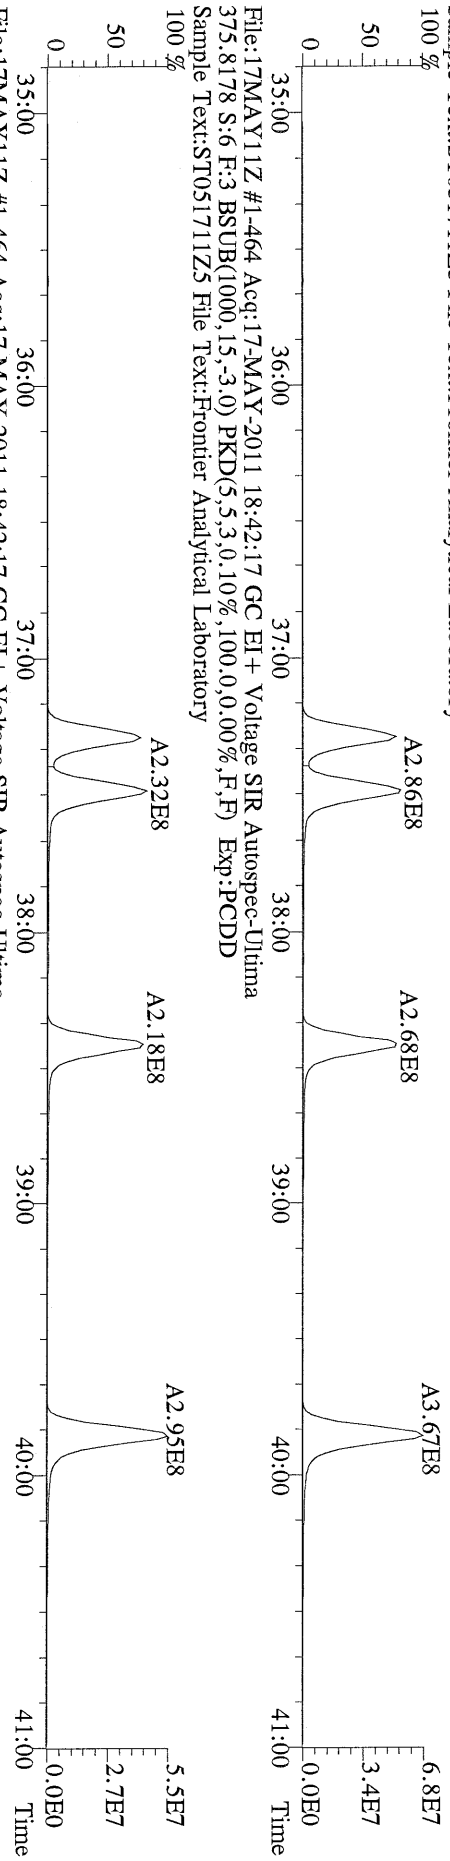 100 %
A2.86E8
A2.68E8
A3.67E8
6.8E7
50
3.4E7
0
0.0E0
35:00 36:00 37:00 38:00 39:00 40:00 41:00 Time
File:17MAY11Z #1-464 Acq:17-MAY-2011 18:42:17 GC EI+ Voltage SIR Autospec-Ultima
375.8178 S:6 F:3 BSUB(1000,15,-3.0) PKD(5,5,3,0.10%,100.0,0.00%,F,F) Exp:PCDD
Sample Text:ST051711Z5 File Text:Frontier Analytical Laboratory
100 %
A2.32E8
A2.18E8
A2.95E8
5.5E7
50
2.7E7
0
0.0E0
35:00 36:00 37:00 38:00 39:00 40:00 41:00 Time